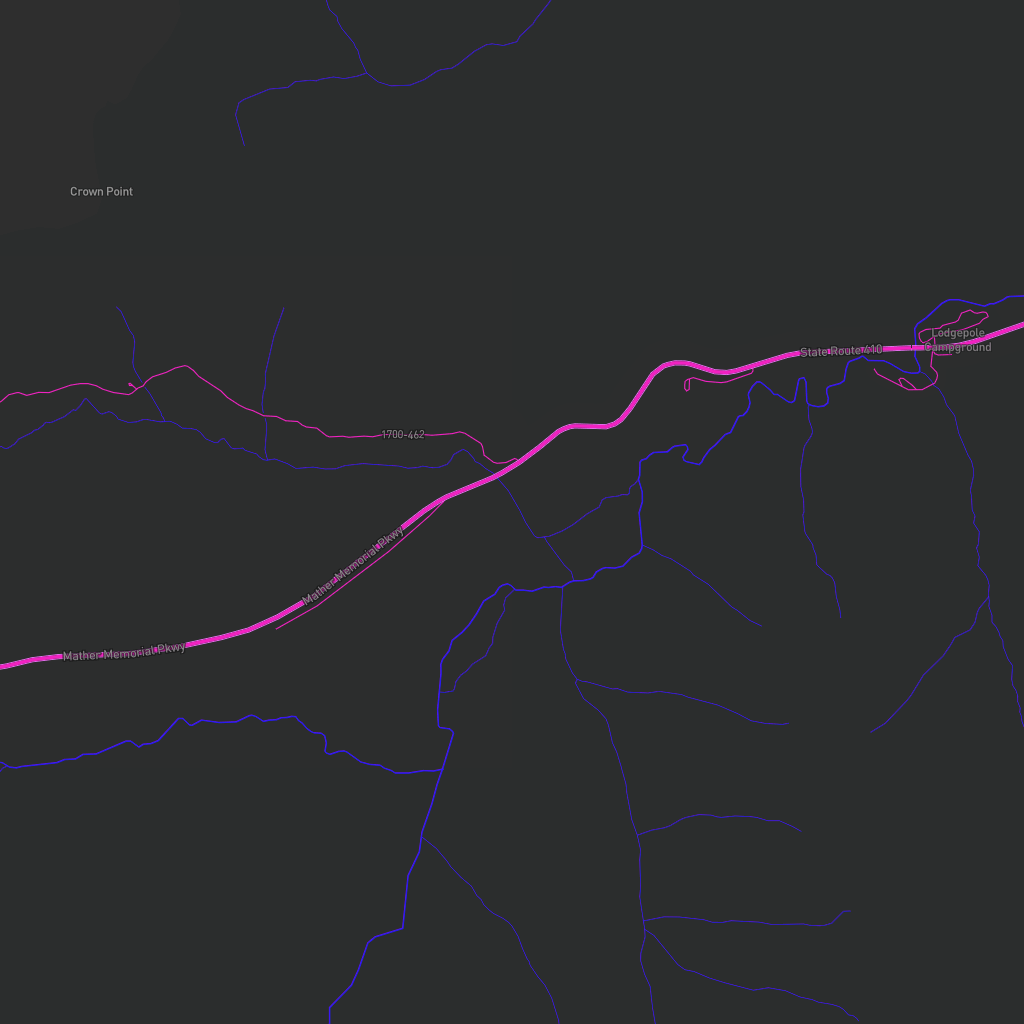 Crown Point
Lodgepole
Campground
State Route 410
1700-462
Mather Memorial Pkwy
Mather Memorial Pkwy